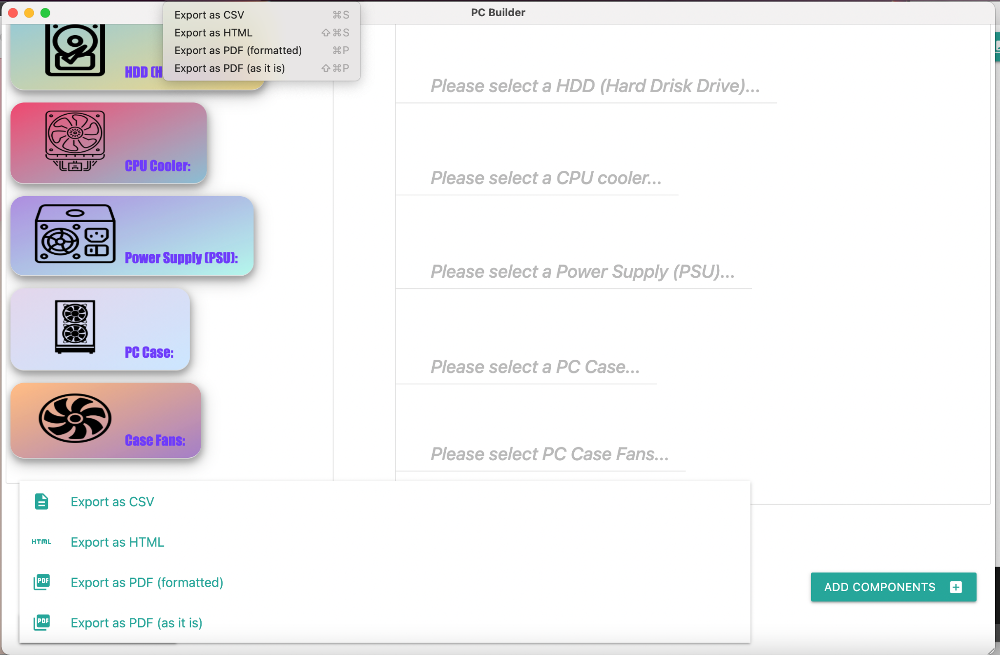 PC Builder
Export as CSV ⌘S
Export as HTML ⇧⌘S
Export as PDF (formatted) ⌘P
Export as PDF (as it is) ⇧⌘P
HDD (H
Please select a HDD (Hard Drisk Drive)...
CPU Cooler:
Please select a CPU cooler...
Power Supply (PSU):
Please select a Power Supply (PSU)...
PC Case:
Please select a PC Case...
Case Fans:
Please select PC Case Fans...
Export as CSV
HTML Export as HTML
PDF Export as PDF (formatted)
PDF Export as PDF (as it is)
ADD COMPONENTS